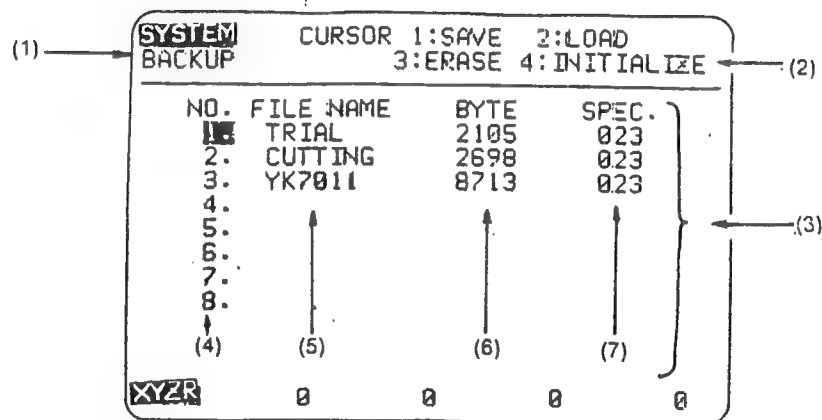 SYSTEM CURSOR 1:SAVE 2:LOAD
(1)
BACKUP 3:ERASE 4:INITIALIZE
(2)
NO. FILE NAME BYTE SPEC.
1. TRIAL 2105 023
2. CUTTING 2698 023
3. YK7011 8713 023
4.
(3)
5.
6.
7.
8.
(4) (5) (6) (7)
XYZR 0 0 0 0